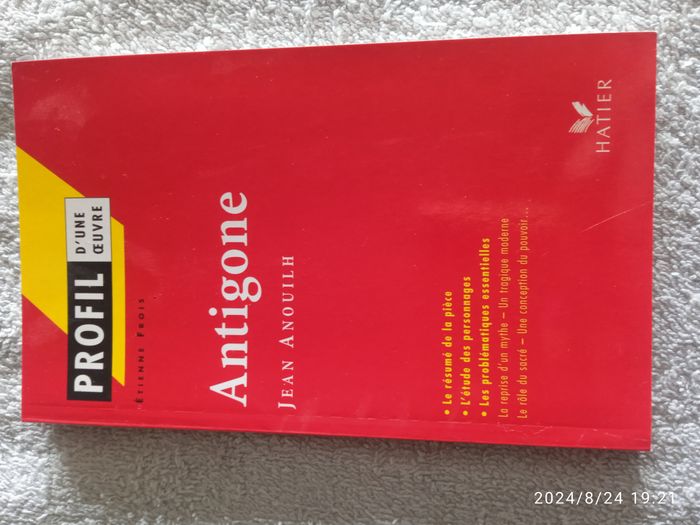 PROFIL
D'UNE
ŒUVRE
ÉTIENNE FROIS
Antigone
JEAN ANOUILH
• Le résumé de la pièce
• L'étude des personnages
• Les problématiques essentielles
La reprise d'un mythe – Un tragique moderne
Le rôle du sacré – Une conception du pouvoir...
HATIER
2024/8/24 19:21